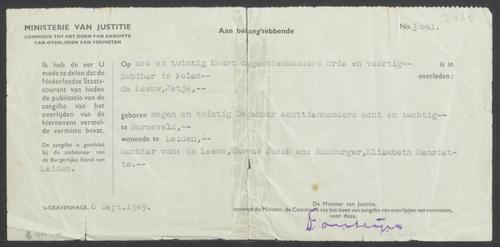 MINISTERIE VAN JUSTITIE
COMMISSIE TOT HET DOEN VAN AANGIFTE
VAN OVERLIJDEN VAN VERMISTEN
Aan belanghebbende
No.
Ik heb de eer U
mede te delen dat de
Nederlandse Staats-
courant van heden
de publicatie van de
aangifte van het
overlijden van de
hiernevens vermel-
de vermiste bevat.
De aangifte is geschied
bij de ambtenaar van
de Burgerlijke Stand van
Leiden.
Op zes en twintig Maart negentienhonderd drie en veertig-- is in
Sobibor in Polen-- overleden:
de Leeuw, Jetje,--
geboren negen en twintig December achttienhonderd acht en tachtig-
te Barneveld,--
wonende te Leiden,--
dochter van: de Leeuw, Marcus Jacob en: Hamburger, Elizabeth Henriet-
te.--
'S-GRAVENHAGE, 8 Sept. 1949.
De Minister van Justitie,
namens de Minister, de Commissie tot het doen van aangifte van overlijden van vermisten,
voor deze,